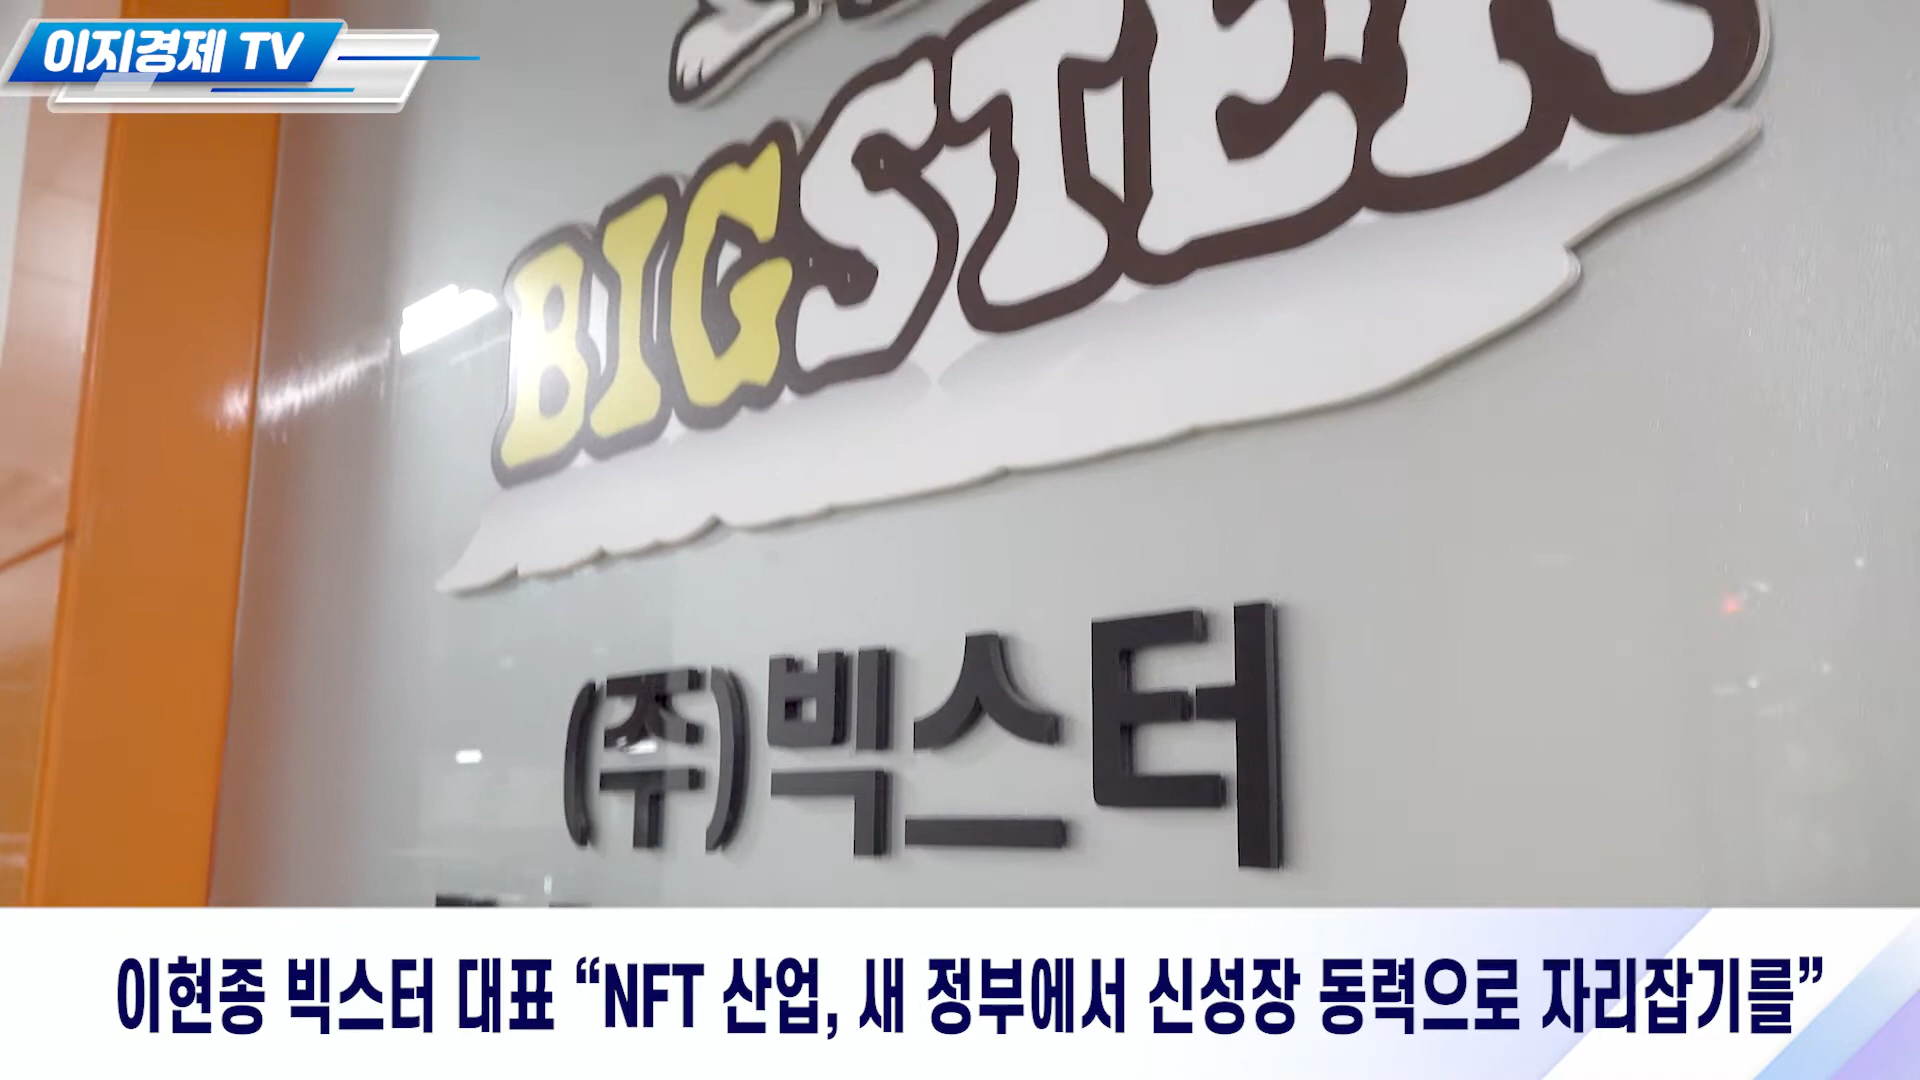 이지경제 TV
BIGSTER
(주)빅스터
이현종 빅스터 대표 “NFT 산업, 새 정부에서 신성장 동력으로 자리잡기를”